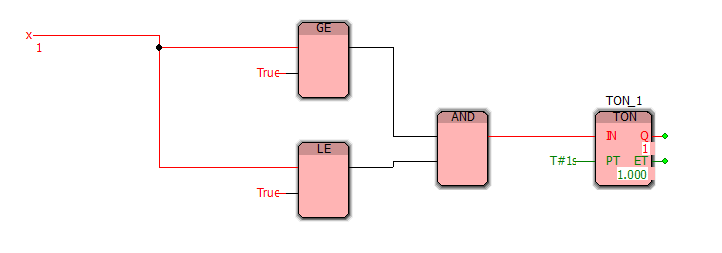 x
1
GE
True
LE
True
AND
TON_1
TON
IN Q
1
T#1s PT ET
1.000